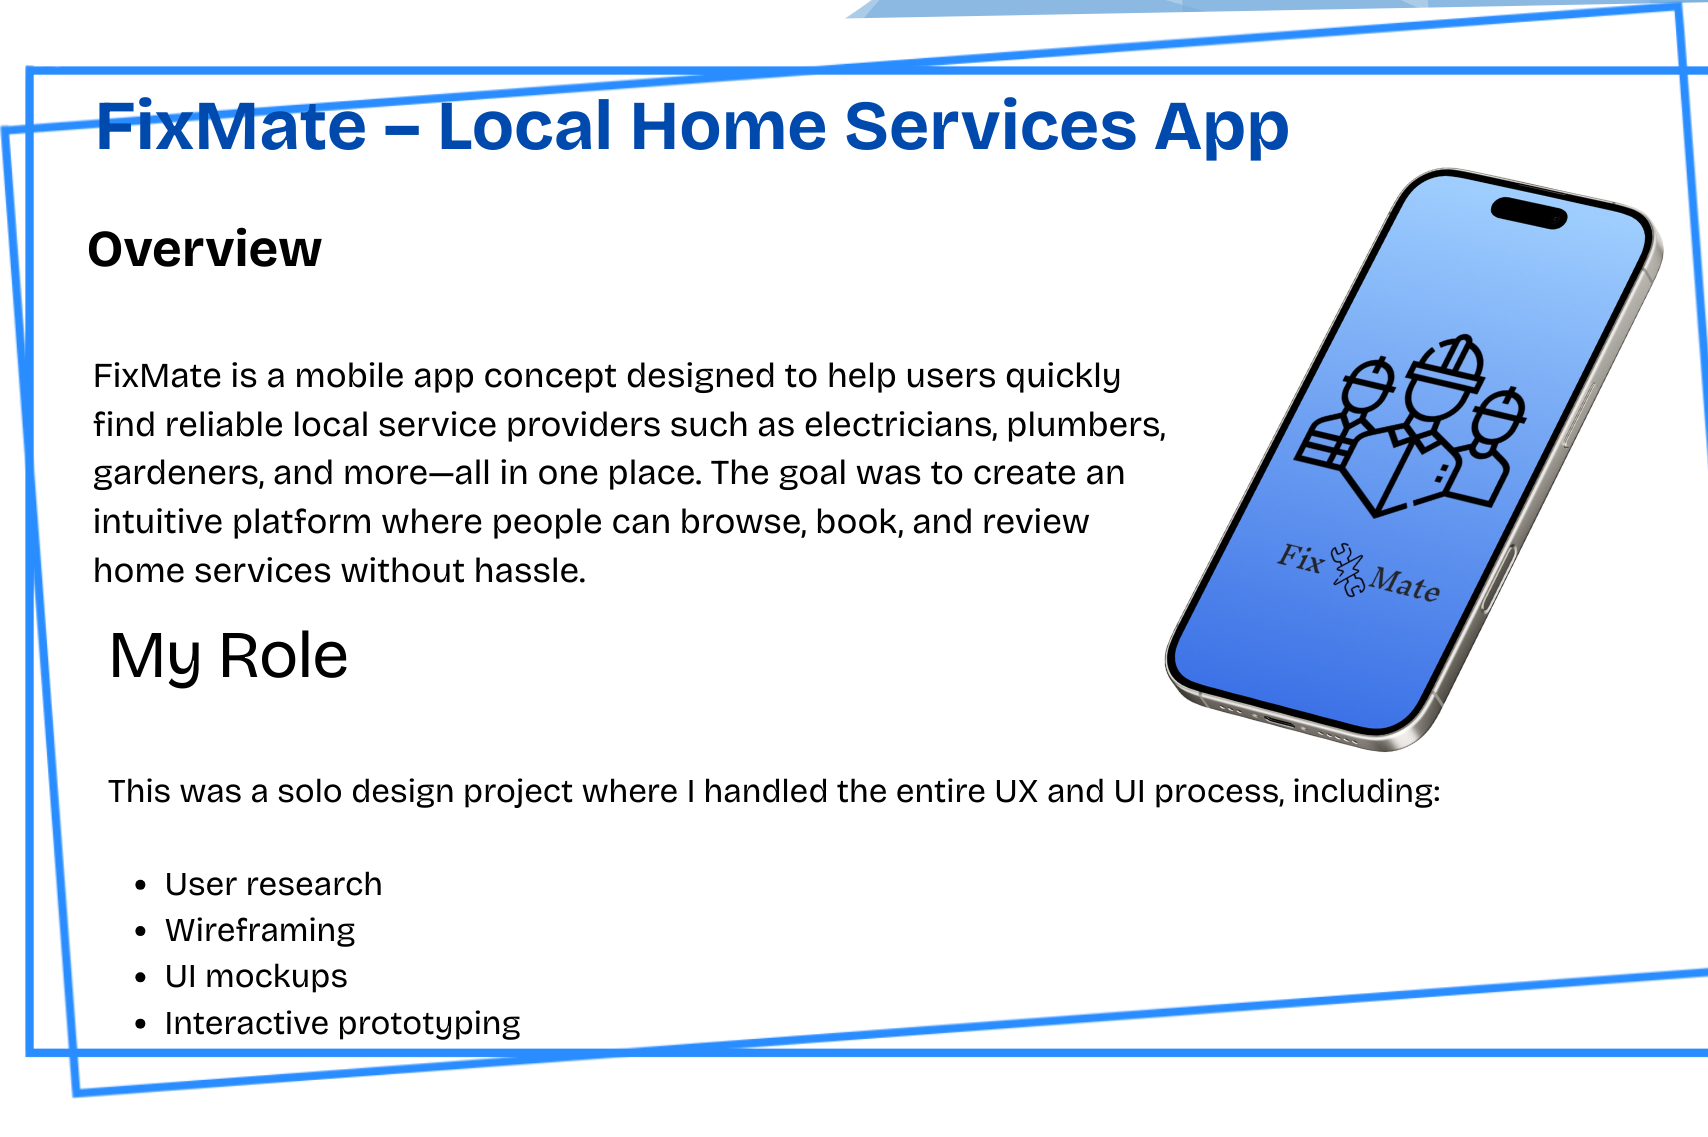 FixMate – Local Home Services App
Overview
FixMate is a mobile app concept designed to help users quickly
find reliable local service providers such as electricians, plumbers,
gardeners, and more—all in one place. The goal was to create an
intuitive platform where people can browse, book, and review
home services without hassle.
Fix Mate
My Role
This was a solo design project where I handled the entire UX and UI process, including:
• User research
• Wireframing
• UI mockups
• Interactive prototyping